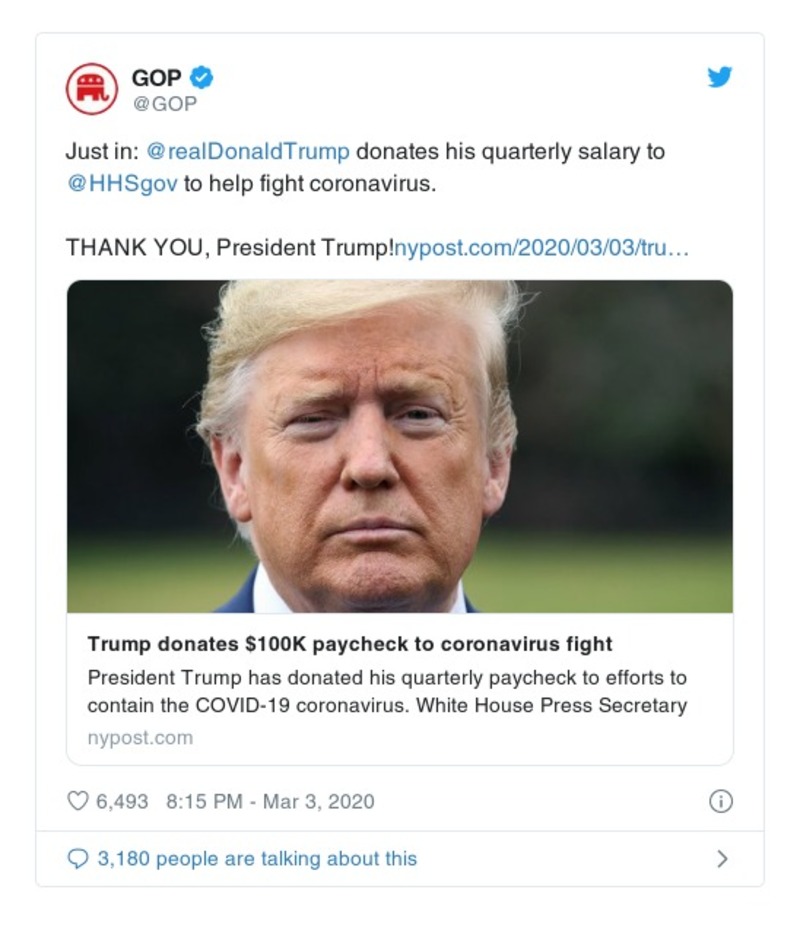 GOP
@GOP
Just in: @realDonaldTrump donates his quarterly salary to
@HHSgov to help fight coronavirus.
THANK YOU, President Trump!nypost.com/2020/03/03/tru…
Trump donates $100K paycheck to coronavirus fight
President Trump has donated his quarterly paycheck to efforts to
contain the COVID-19 coronavirus. White House Press Secretary
nypost.com
6,493 8:15 PM - Mar 3, 2020
3,180 people are talking about this